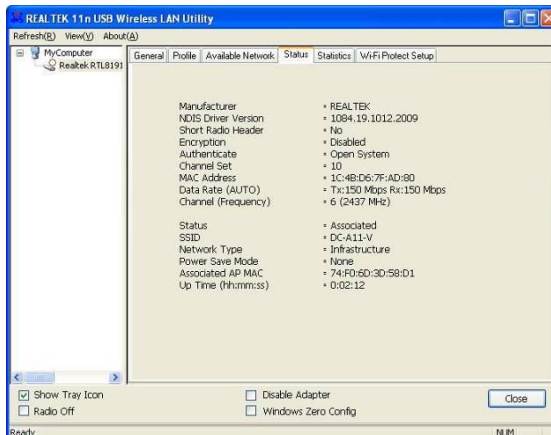 REALTEK 11n USB Wireless LAN Utility
Refresh(R) View(V) About(A)
MyComputer
Realtek RTL8191
General Profile Available Network Status Statistics Wi-Fi Protect Setup
Manufacturer = REALTEK
NDIS Driver Version = 1084.19.1012.2009
Short Radio Header = No
Encryption = Disabled
Authenticate = Open System
Channel Set = 10
MAC Address = 1C:4B:D6:7F:AD:80
Data Rate (AUTO) = Tx:150 Mbps Rx:150 Mbps
Channel (Frequency) = 6 (2437 MHz)
Status = Associated
SSID = DC-A11-V
Network Type = Infrastructure
Power Save Mode = None
Associated AP MAC = 74:F0:6D:3D:58:D1
Up Time (hh:mm:ss) = 0:02:12
Show Tray Icon
Radio Off
Disable Adapter
Windows Zero Config
Close
Ready NUM